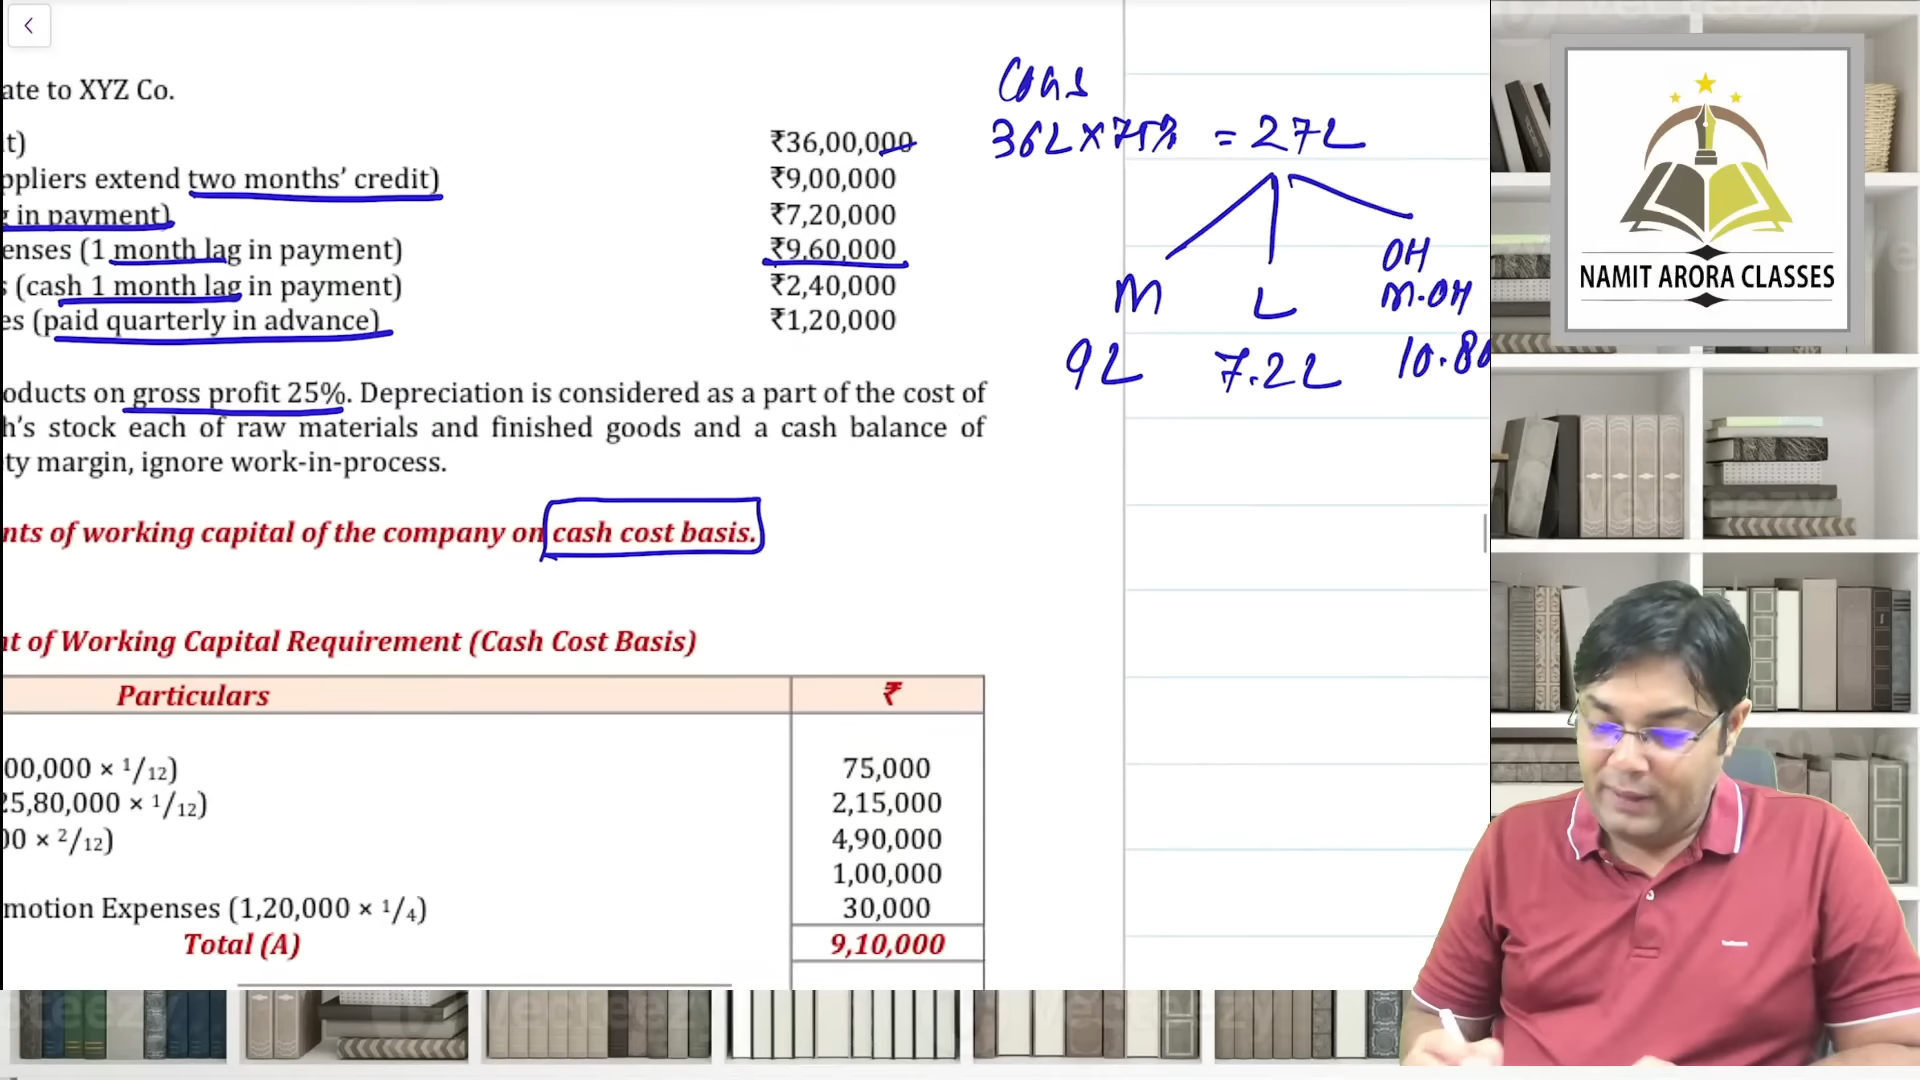 ate to XYZ Co.
t) ₹36,00,000
ppliers extend two months’ credit) ₹9,00,000
g in payment) ₹7,20,000
enses (1 month lag in payment) ₹9,60,000
s (cash 1 month lag in payment) ₹2,40,000
es (paid quarterly in advance) ₹1,20,000
oducts on gross profit 25%. Depreciation is considered as a part of the cost of
h’s stock each of raw materials and finished goods and a cash balance of
ty margin, ignore work-in-process.
nts of working capital of the company on cash cost basis.
nt of Working Capital Requirement (Cash Cost Basis)
Particulars ₹
00,000 × 1/12) 75,000
25,80,000 × 1/12) 2,15,000
00 × 2/12) 4,90,000
1,00,000
motion Expenses (1,20,000 × 1/4) 30,000
Total (A) 9,10,000
COGS
36L×75% = 27L
M L OH
M.OH
9L 7.2L 10.80
NAMIT ARORA CLASSES